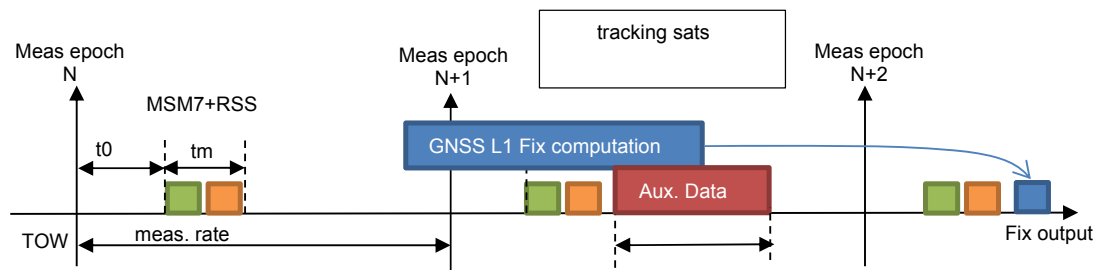 tracking sats
Meas epoch
N
Meas epoch
N+1
Meas epoch
N+2
MSM7+RSS
t0
tm
GNSS L1 Fix computation
Aux. Data
TOW
meas. rate
Fix output